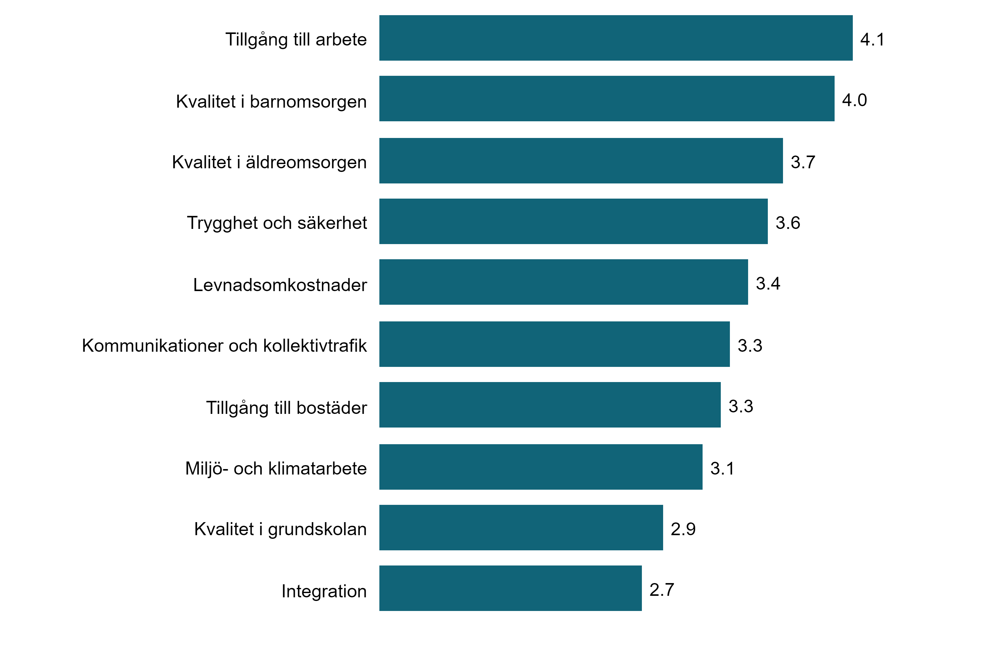 Tillgång till arbete 4.1
Kvalitet i barnomsorgen 4.0
Kvalitet i äldreomsorgen 3.7
Trygghet och säkerhet 3.6
Levnadsomkostnader 3.4
Kommunikationer och kollektivtrafik 3.3
Tillgång till bostäder 3.3
Miljö- och klimatarbete 3.1
Kvalitet i grundskolan 2.9
Integration 2.7